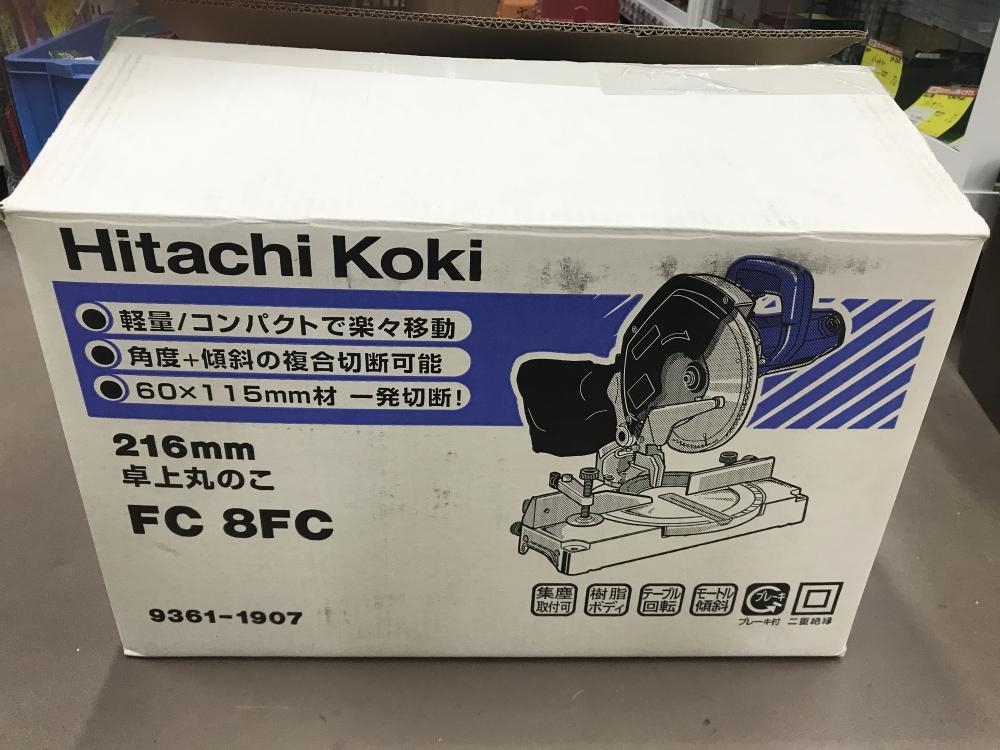 Hitachi Koki
軽量/コンパクトで楽々移動
角度+傾斜の複合切断可能
60×115mm材 一発切断!
216mm
卓上丸のこ
FC 8FC
9361-1907
集塵
取付可
樹脂
ボディ
テーブル
回転
モートル
傾斜
ブレーキ
ブレーキ付
二重絶縁